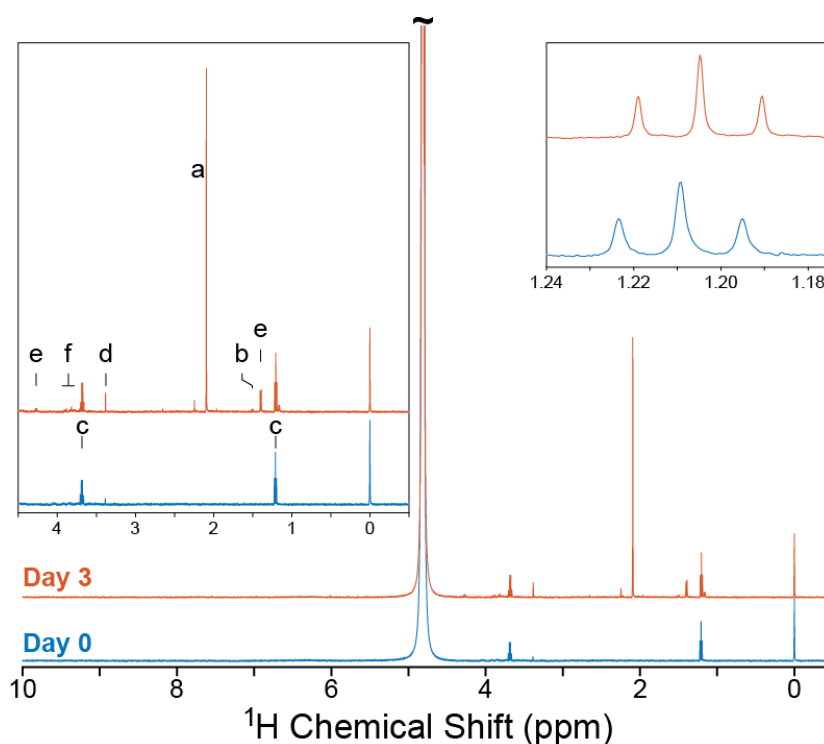 ~
a
e
e f d b
c c
4 3 2 1 0
1.24 1.22 1.20 1.18
Day 3
Day 0
10 8 6 4 2 0
¹H Chemical Shift (ppm)